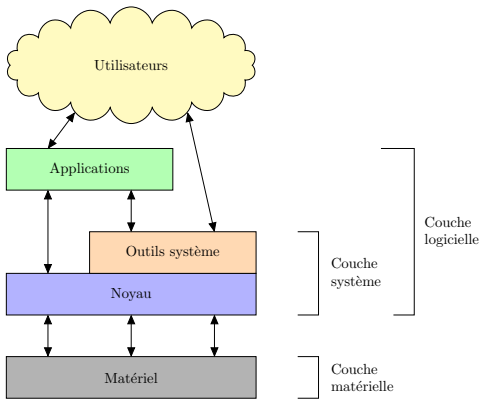 Utilisateurs
Applications
Outils système
Noyau
Matériel
Couche
logicielle
Couche
système
Couche
matérielle